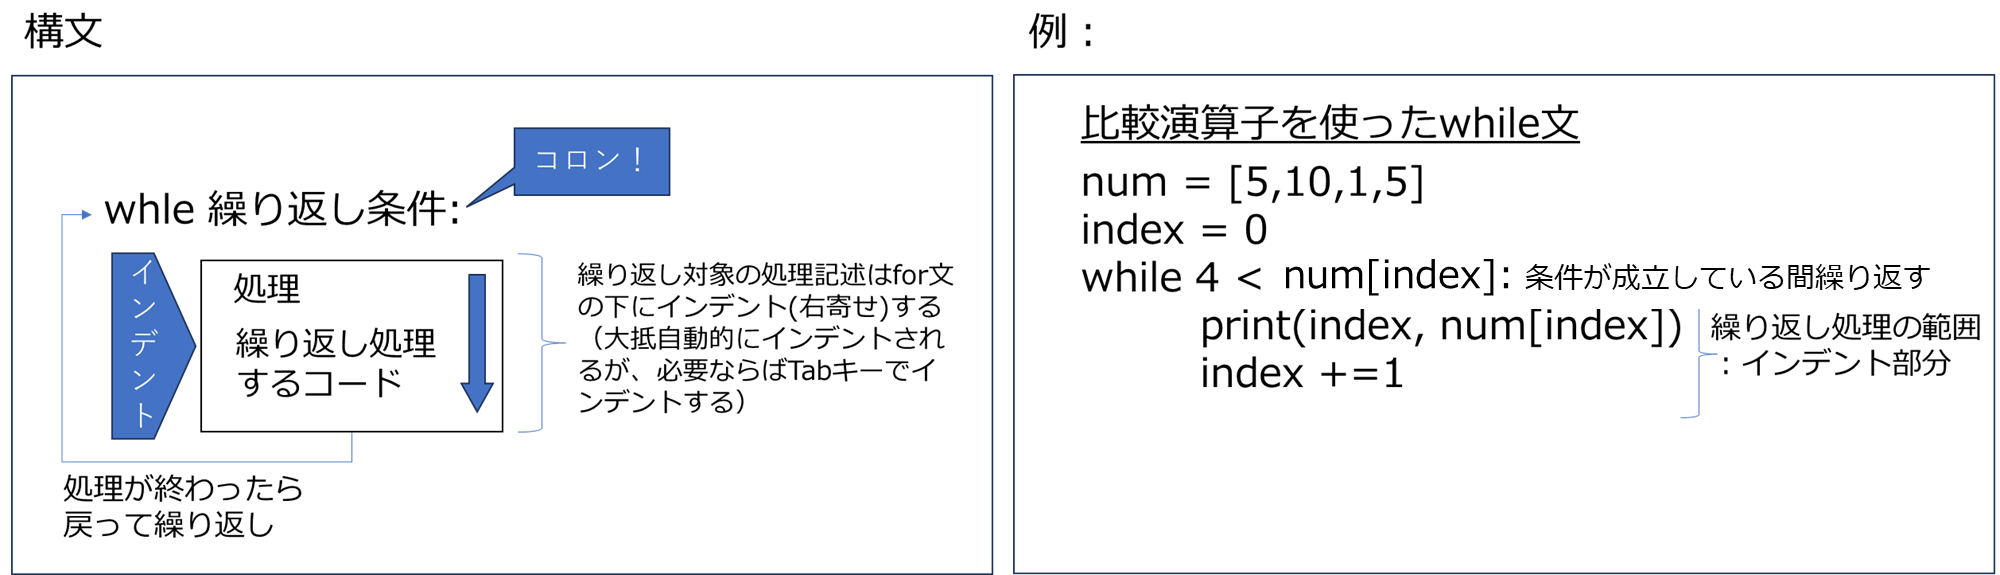 構文
コロン！
whle 繰り返し条件:
インデント
処理
繰り返し処理
するコード
繰り返し対象の処理記述はfor文
の下にインデント(右寄せ)する
（大抵自動的にインデントされ
るが、必要ならばTabキーでイ
ンデントする）
処理が終わったら
戻って繰り返し
例：
比較演算子を使ったwhile文
num = [5,10,1,5]
index = 0
while 4 < num[index]: 条件が成立している間繰り返す
print(index, num[index])
index +=1
繰り返し処理の範囲
：インデント部分